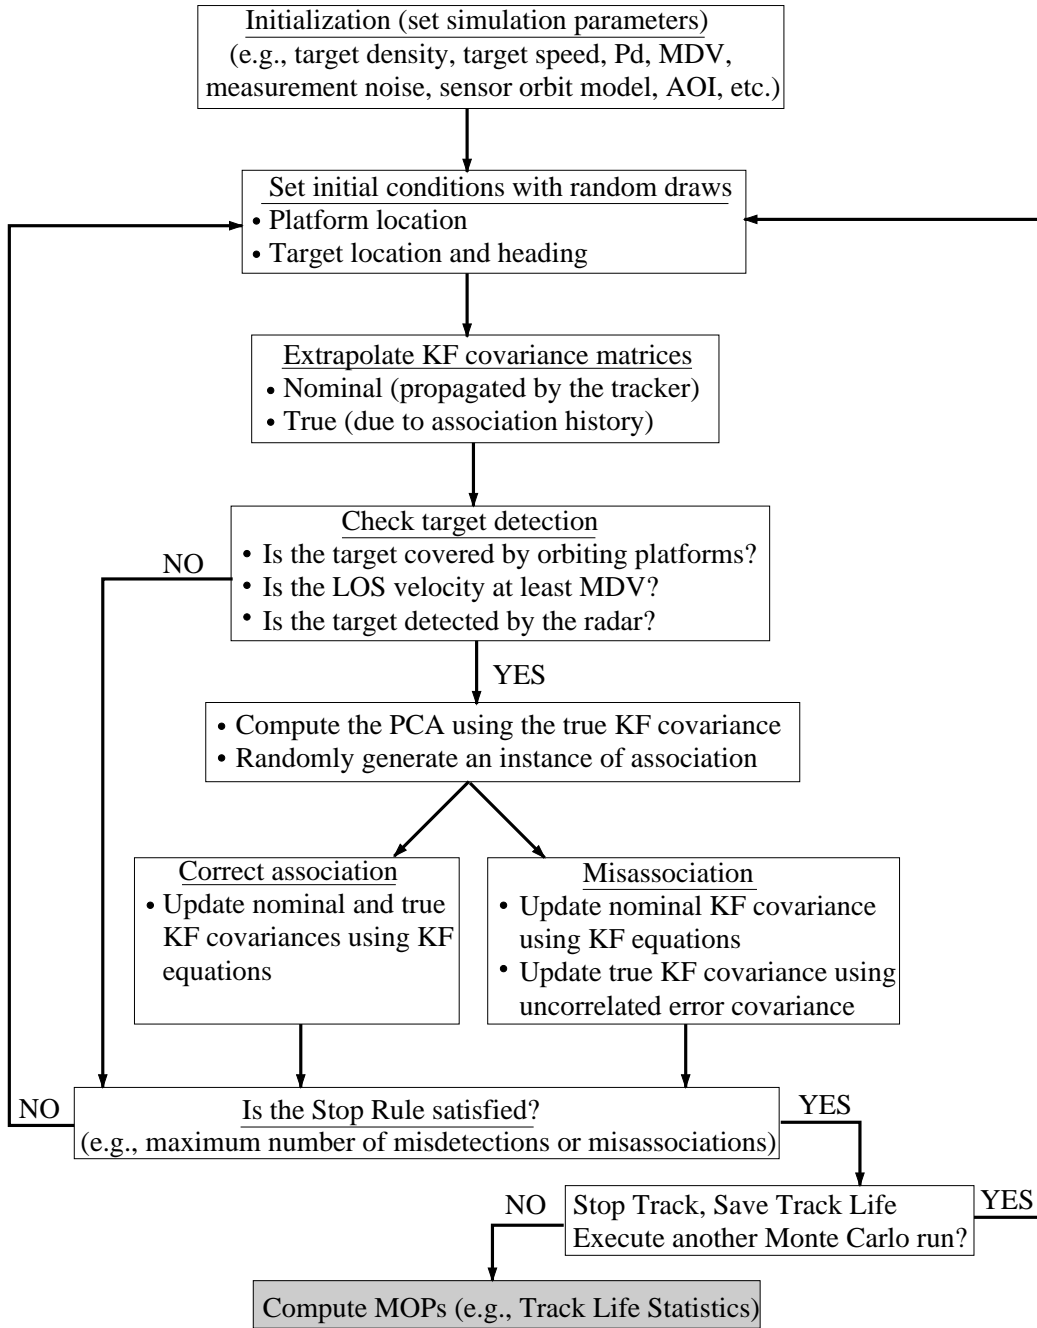 Initialization (set simulation parameters)
(e.g., target density, target speed, Pd, MDV,
measurement noise, sensor orbit model, AOI, etc.)
Set initial conditions with random draws
• Platform location
• Target location and heading
Extrapolate KF covariance matrices
• Nominal (propagated by the tracker)
• True (due to association history)
Check target detection
• Is the target covered by orbiting platforms?
• Is the LOS velocity at least MDV?
• Is the target detected by the radar?
NO
YES
• Compute the PCA using the true KF covariance
• Randomly generate an instance of association
Correct association
• Update nominal and true
KF covariances using KF
equations
Misassociation
• Update nominal KF covariance
using KF equations
• Update true KF covariance using
uncorrelated error covariance
NO
Is the Stop Rule satisfied?
(e.g., maximum number of misdetections or misassociations)
YES
NO
Stop Track, Save Track Life
Execute another Monte Carlo run?
YES
Compute MOPs (e.g., Track Life Statistics)